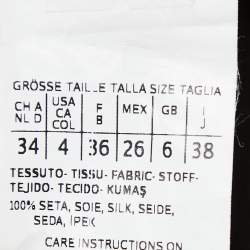 GRÖSSE TAILLE TALLA SIZE TAGLIA
CH A NL D USA CA COL F B MEX GB I J
34 4 36 26 6 38
TESSUTO- TISSU- FABRIC- STOFF-
TEJIDO- TECIDO- KUMAŞ
100% SETA, SOIE, SILK, SEIDE,
SEDA, İPEK
CARE INSTRUCTIONS ON